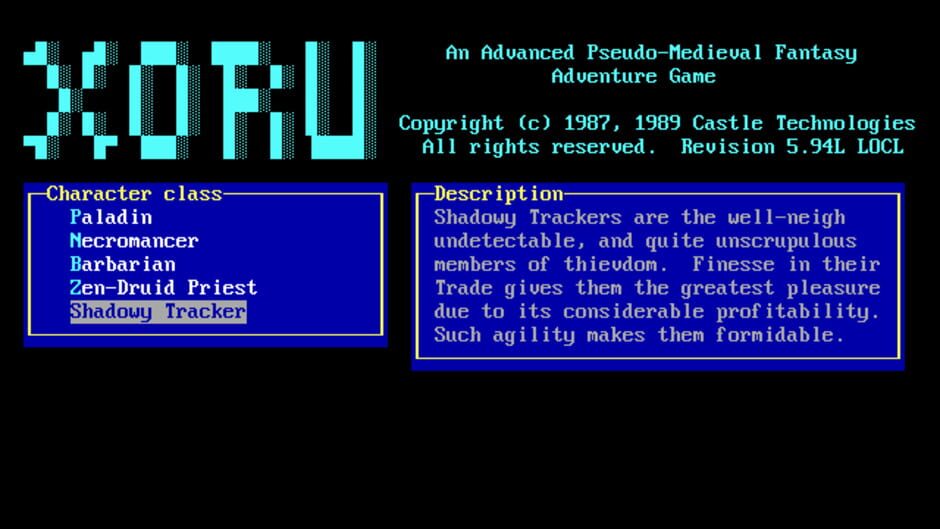 XORU
An Advanced Pseudo-Medieval Fantasy
Adventure Game
Copyright (c) 1987, 1989 Castle Technologies
All rights reserved.  Revision 5.94L LOCL
Character class
Paladin
Necromancer
Barbarian
Zen-Druid Priest
Shadowy Tracker
Description
Shadowy Trackers are the well-neigh
undetectable, and quite unscrupulous
members of thievdom.  Finesse in their
Trade gives them the greatest pleasure
due to its considerable profitability.
Such agility makes them formidable.